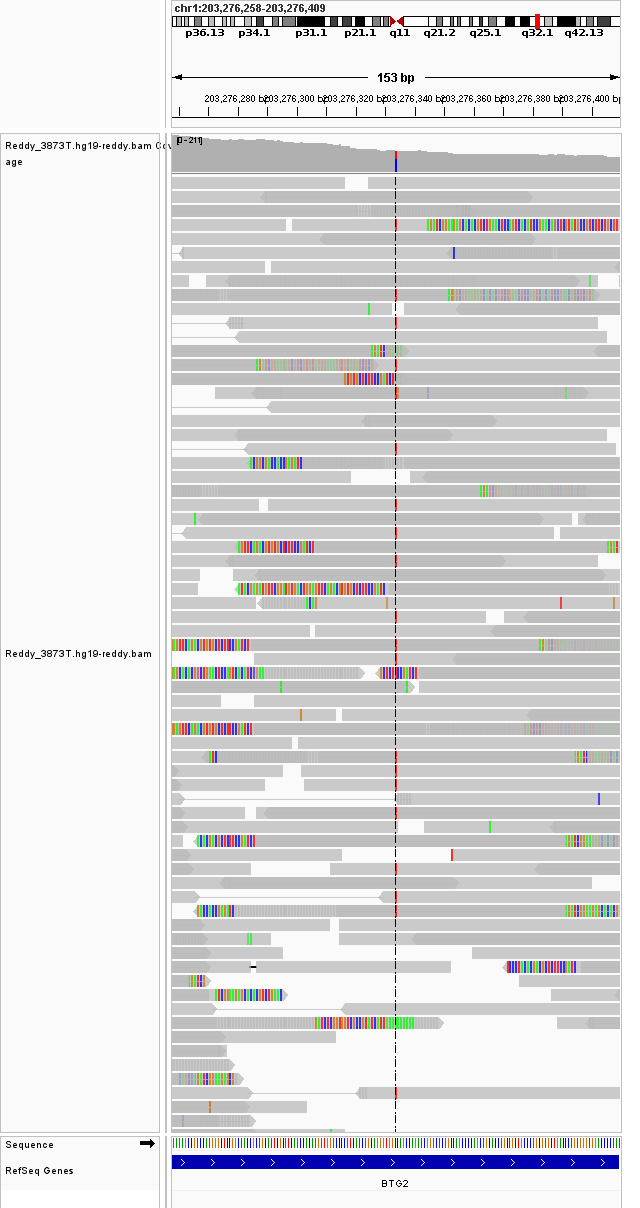 chr1:203,276,258-203,276,409
p36.13 p34.1 p31.1 p21.1 q11 q21.2 q25.1 q32.1 q42.13
153 bp
203,276,280 bp 203,276,300 bp 203,276,320 bp 203,276,340 bp 203,276,360 bp 203,276,380 bp 203,276,400 bp
Reddy_3873T.hg19-reddy.bam Cov
age
[0-211]
Reddy_3873T.hg19-reddy.bam
Sequence
RefSeq Genes
BTG2